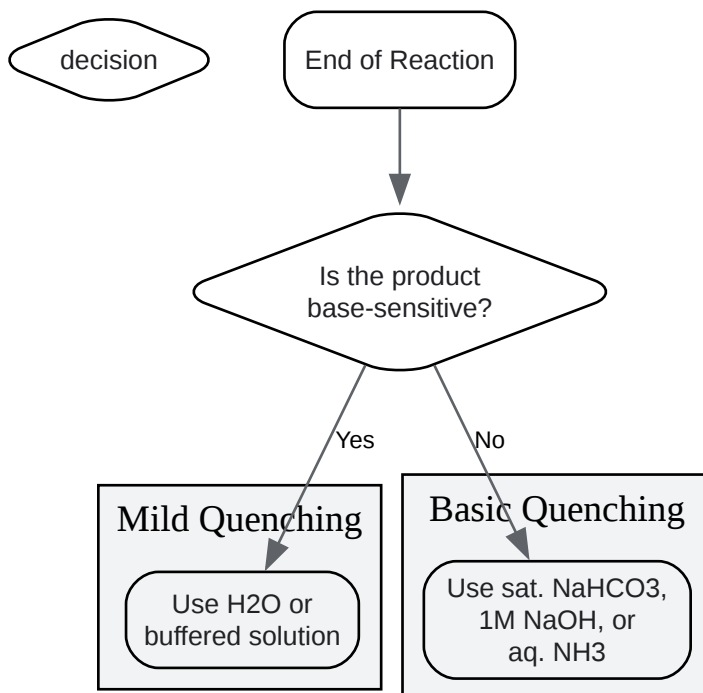 decision
End of Reaction
Is the product
base-sensitive?
Yes
No
Mild Quenching
Use H2O or
buffered solution
Basic Quenching
Use sat. NaHCO3,
1M NaOH, or
aq. NH3